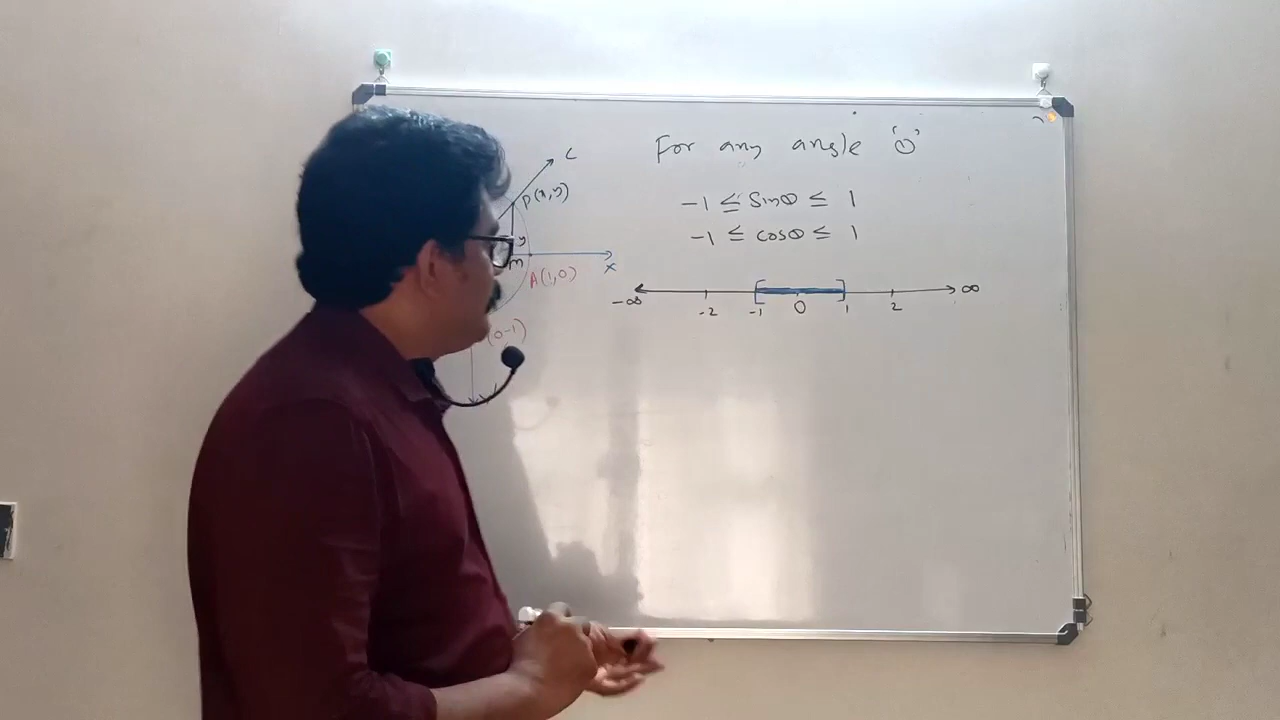 For any angle 'θ'
-1 ≤ Sinθ ≤ 1
-1 ≤ cosθ ≤ 1
-∞ -2 -1 0 1 2 ∞
C
P(x,y)
y
M
A(1,0)
X
(0-1)